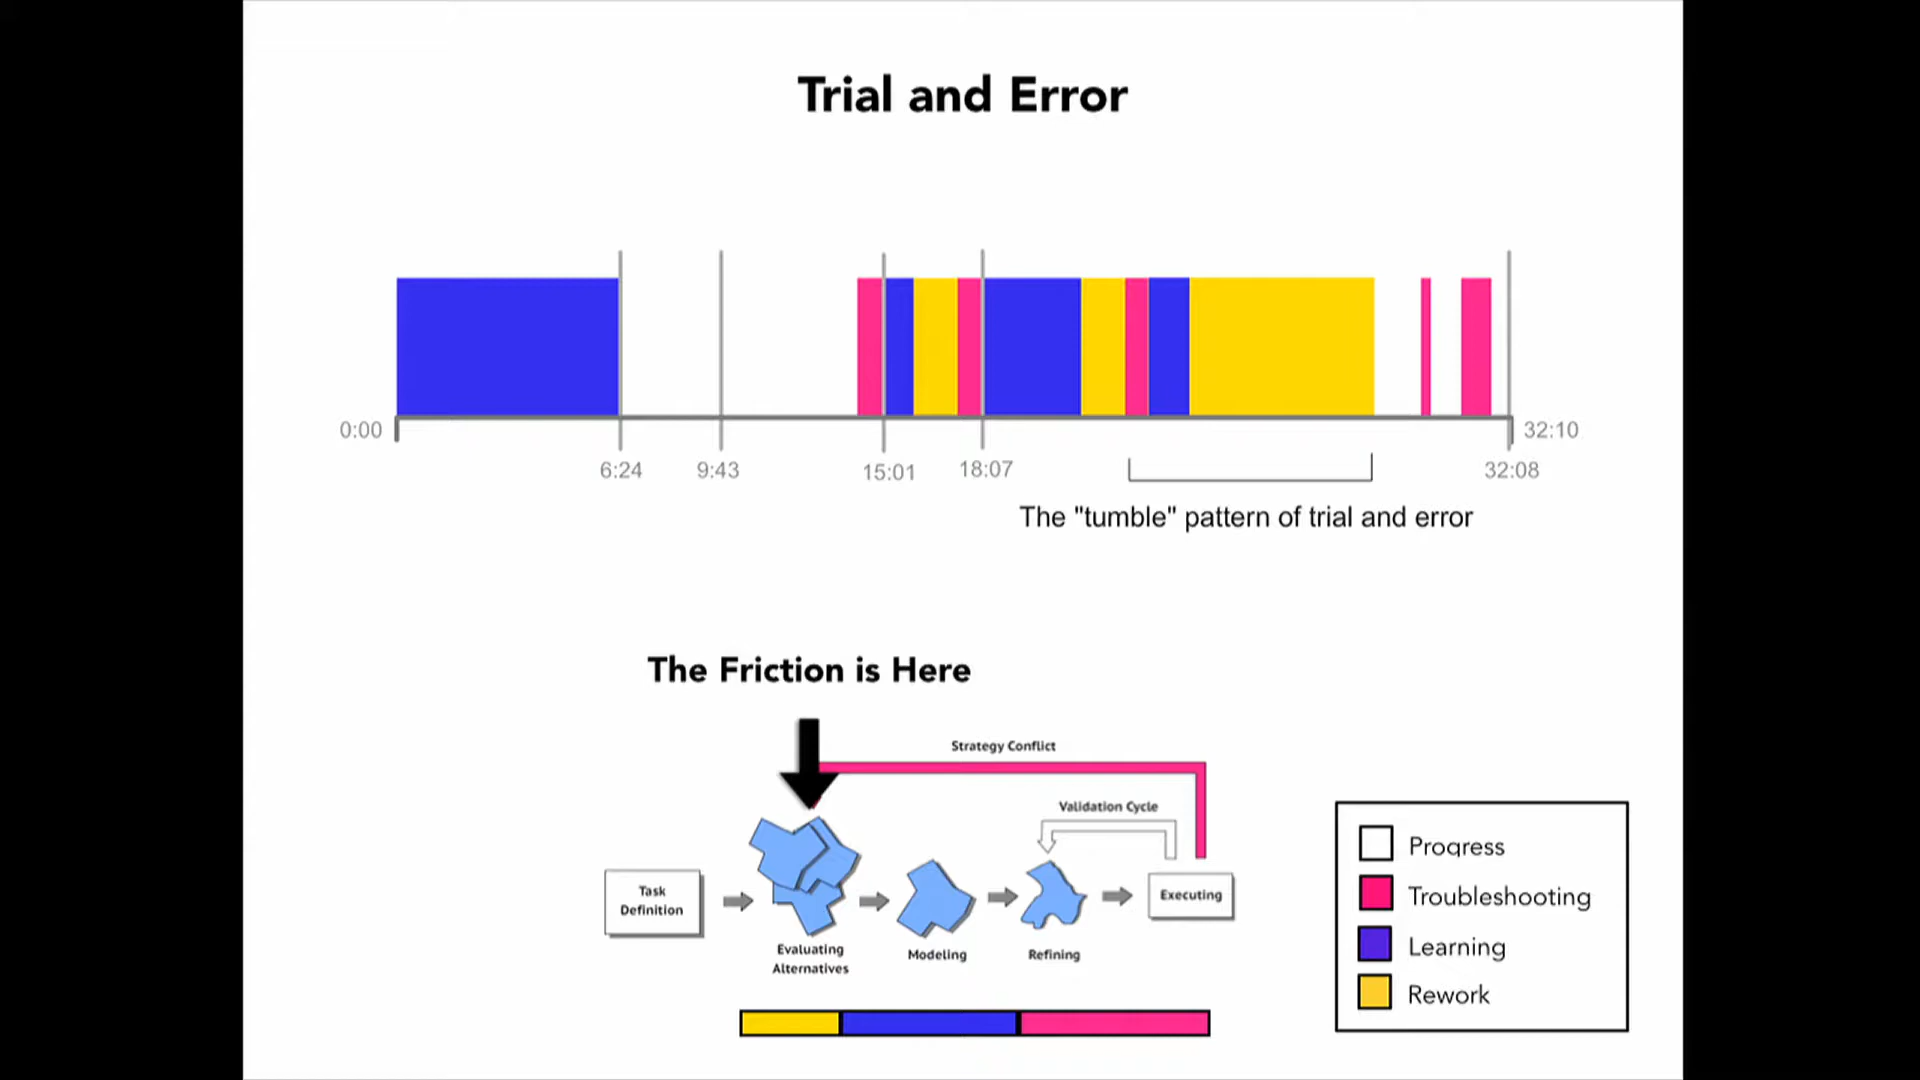 Trial and Error
0:00
32:10
6:24
9:43
15:01
18:07
32:08
The "tumble" pattern of trial and error
The Friction is Here
Strategy Conflict
Validation Cycle
Task
Definition
Executing
Evaluating
Alternatives
Modeling
Refining
Progress
Troubleshooting
Learning
Rework